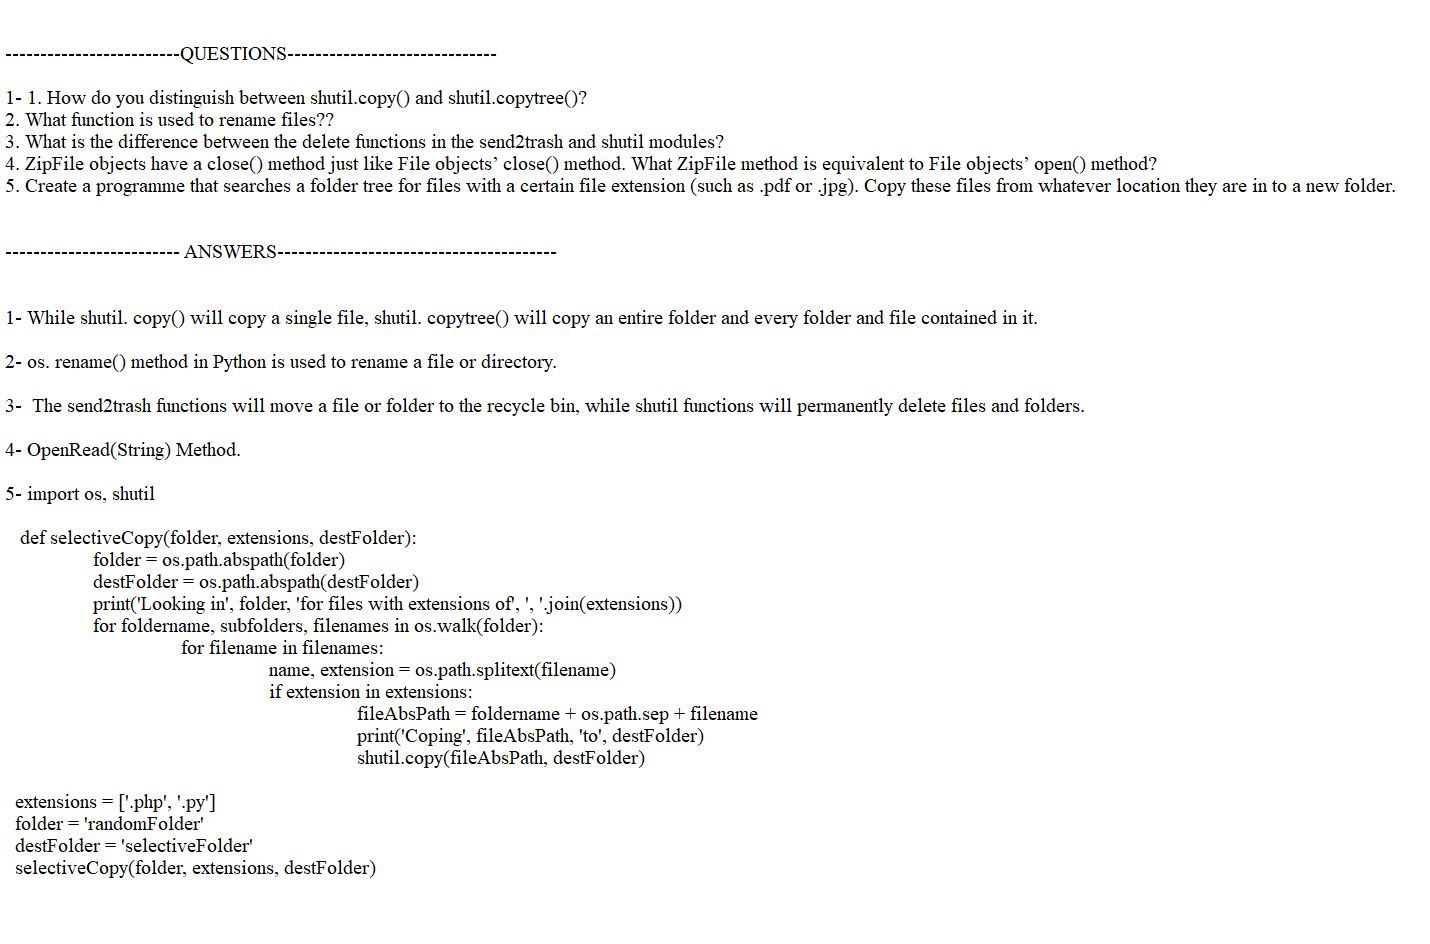 -------------------------QUESTIONS------------------------------
1- 1. How do you distinguish between shutil.copy() and shutil.copytree()?
2. What function is used to rename files??
3. What is the difference between the delete functions in the send2trash and shutil modules?
4. ZipFile objects have a close() method just like File objects’ close() method. What ZipFile method is equivalent to File objects’ open() method?
5. Create a programme that searches a folder tree for files with a certain file extension (such as .pdf or .jpg). Copy these files from whatever location they are in to a new folder.
------------------------- ANSWERS----------------------------------------
1- While shutil. copy() will copy a single file, shutil. copytree() will copy an entire folder and every folder and file contained in it.
2- os. rename() method in Python is used to rename a file or directory.
3-  The send2trash functions will move a file or folder to the recycle bin, while shutil functions will permanently delete files and folders.
4- OpenRead(String) Method.
5- import os, shutil
def selectiveCopy(folder, extensions, destFolder):
folder = os.path.abspath(folder)
destFolder = os.path.abspath(destFolder)
print('Looking in', folder, 'for files with extensions of', ', '.join(extensions))
for foldername, subfolders, filenames in os.walk(folder):
for filename in filenames:
name, extension = os.path.splitext(filename)
if extension in extensions:
fileAbsPath = foldername + os.path.sep + filename
print('Coping', fileAbsPath, 'to', destFolder)
shutil.copy(fileAbsPath, destFolder)
extensions = ['.php', '.py']
folder = 'randomFolder'
destFolder = 'selectiveFolder'
selectiveCopy(folder, extensions, destFolder)